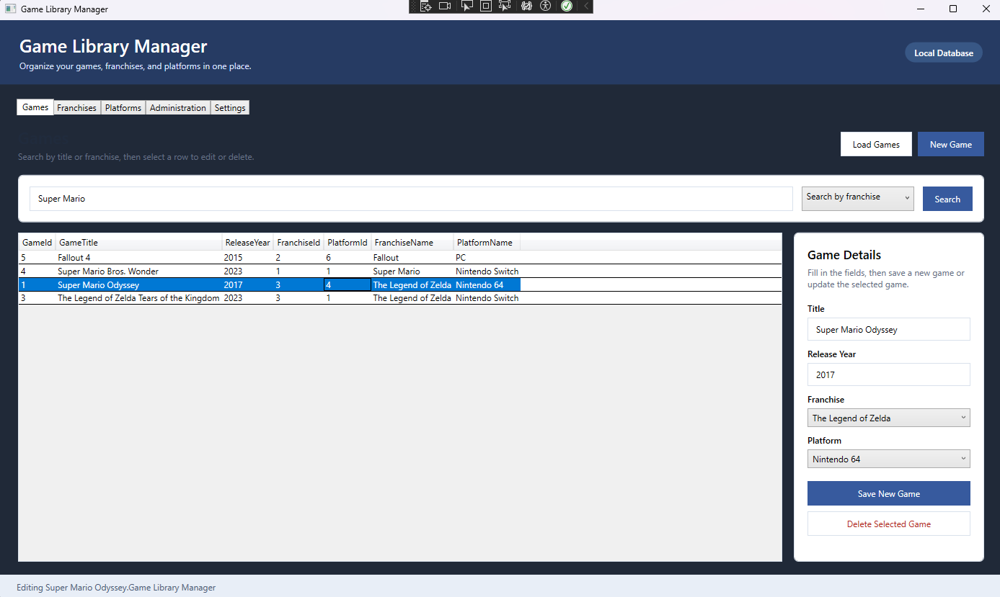 Game Library Manager
Game Library Manager
Organize your games, franchises, and platforms in one place.
Local Database
Games Franchises Platforms Administration Settings
Games
Search by title or franchise, then select a row to edit or delete.
Load Games New Game
Super Mario Search by franchise Search
GameId GameTitle ReleaseYear FranchiseId PlatformId FranchiseName PlatformName
5 Fallout 4 2015 2 6 Fallout PC
4 Super Mario Bros. Wonder 2023 1 1 Super Mario Nintendo Switch
1 Super Mario Odyssey 2017 3 4 The Legend of Zelda Nintendo 64
3 The Legend of Zelda Tears of the Kingdom 2023 3 1 The Legend of Zelda Nintendo Switch
Game Details
Fill in the fields, then save a new game or
update the selected game.
Title
Super Mario Odyssey
Release Year
2017
Franchise
The Legend of Zelda
Platform
Nintendo 64
Save New Game
Delete Selected Game
Editing Super Mario Odyssey.Game Library Manager